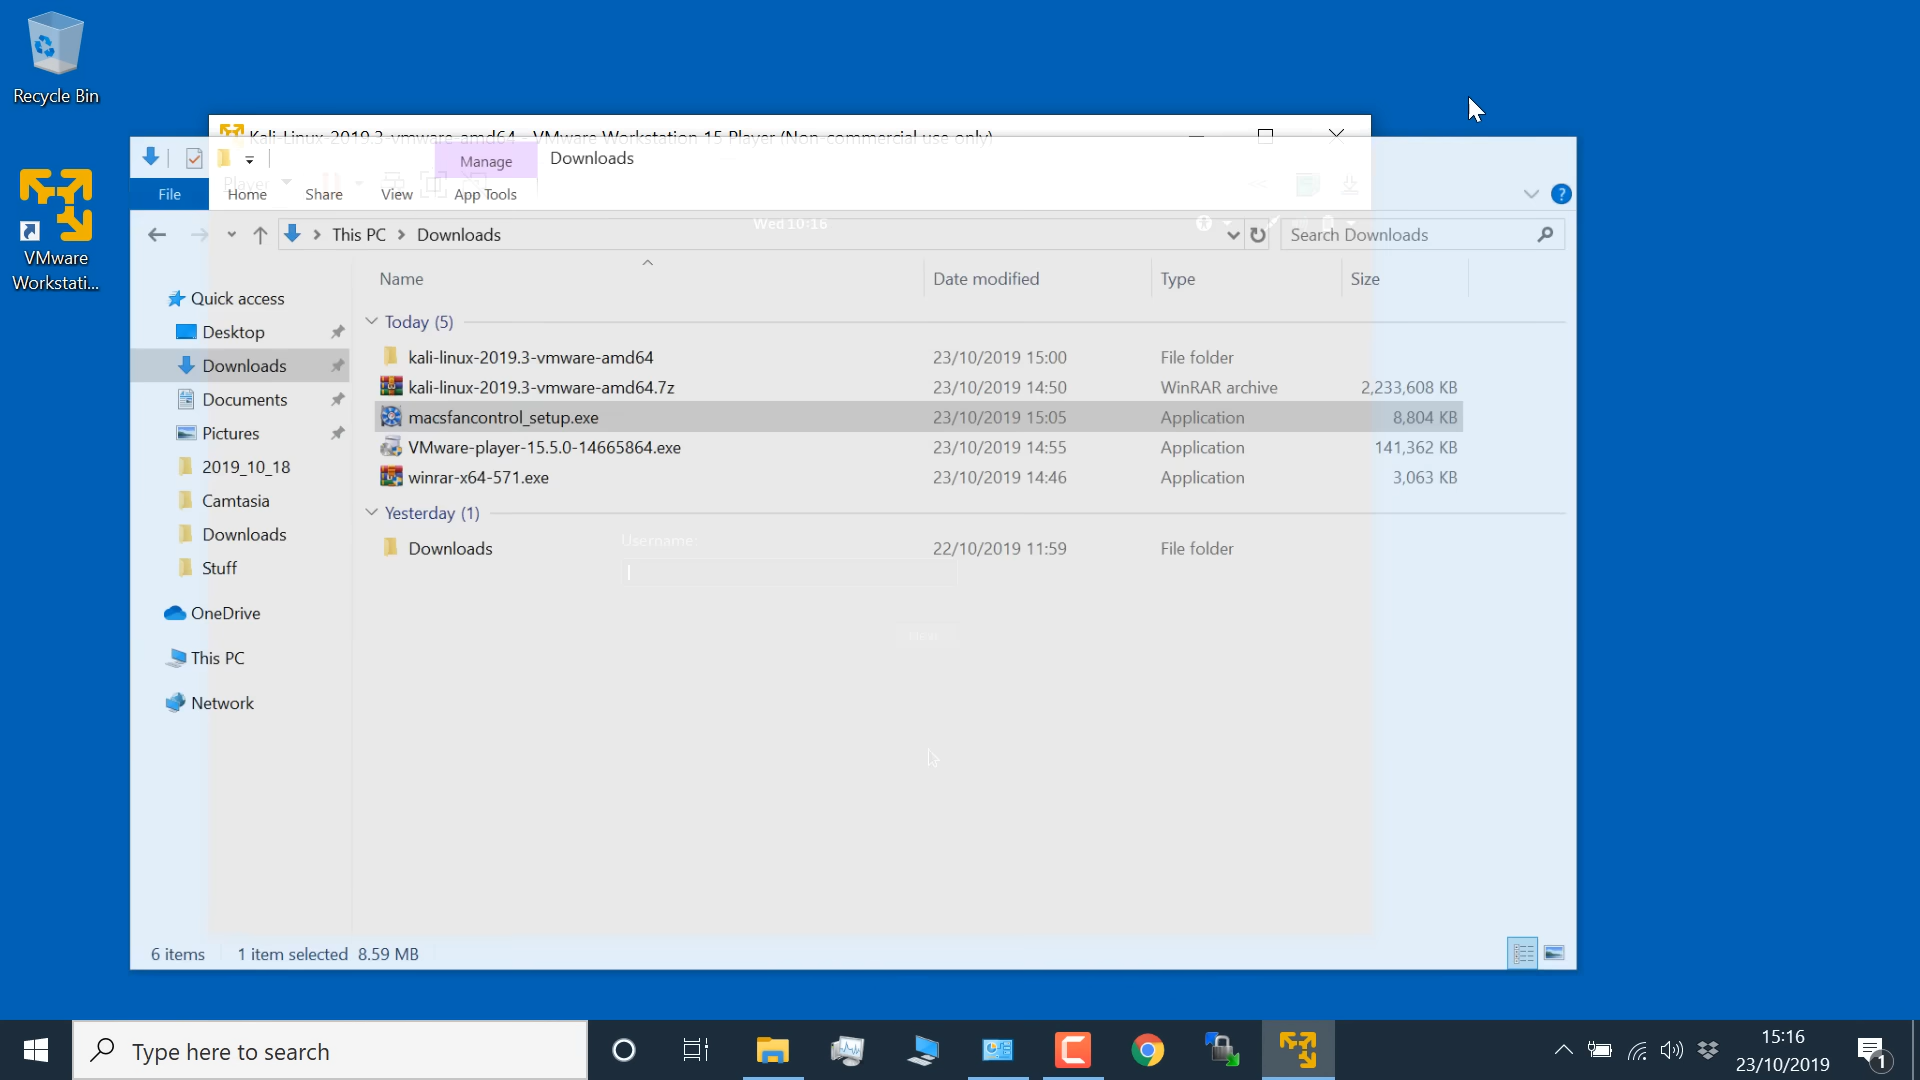 Recycle Bin
VMware
Workstati...
Kali-Linux-2019.3-vmware-amd64 - VMware Workstation 15 Player (Non-commercial use only)
Manage
Downloads
Player
File
Home
Share
View
App Tools
Wed 10:16
This PC
Downloads
Search Downloads
Name
Date modified
Type
Size
Quick access
Desktop
Downloads
Documents
Pictures
2019_10_18
Camtasia
Downloads
Stuff
OneDrive
This PC
Network
Today (5)
kali-linux-2019.3-vmware-amd64 23/10/2019 15:00 File folder
kali-linux-2019.3-vmware-amd64.7z 23/10/2019 14:50 WinRAR archive 2,233,608 KB
macsfancontrol_setup.exe 23/10/2019 15:05 Application 8,804 KB
VMware-player-15.5.0-14665864.exe 23/10/2019 14:55 Application 141,362 KB
winrar-x64-571.exe 23/10/2019 14:46 Application 3,063 KB
Yesterday (1)
Downloads 22/10/2019 11:59 File folder
Username:
6 items
1 item selected 8.59 MB
Type here to search
15:16
23/10/2019
1